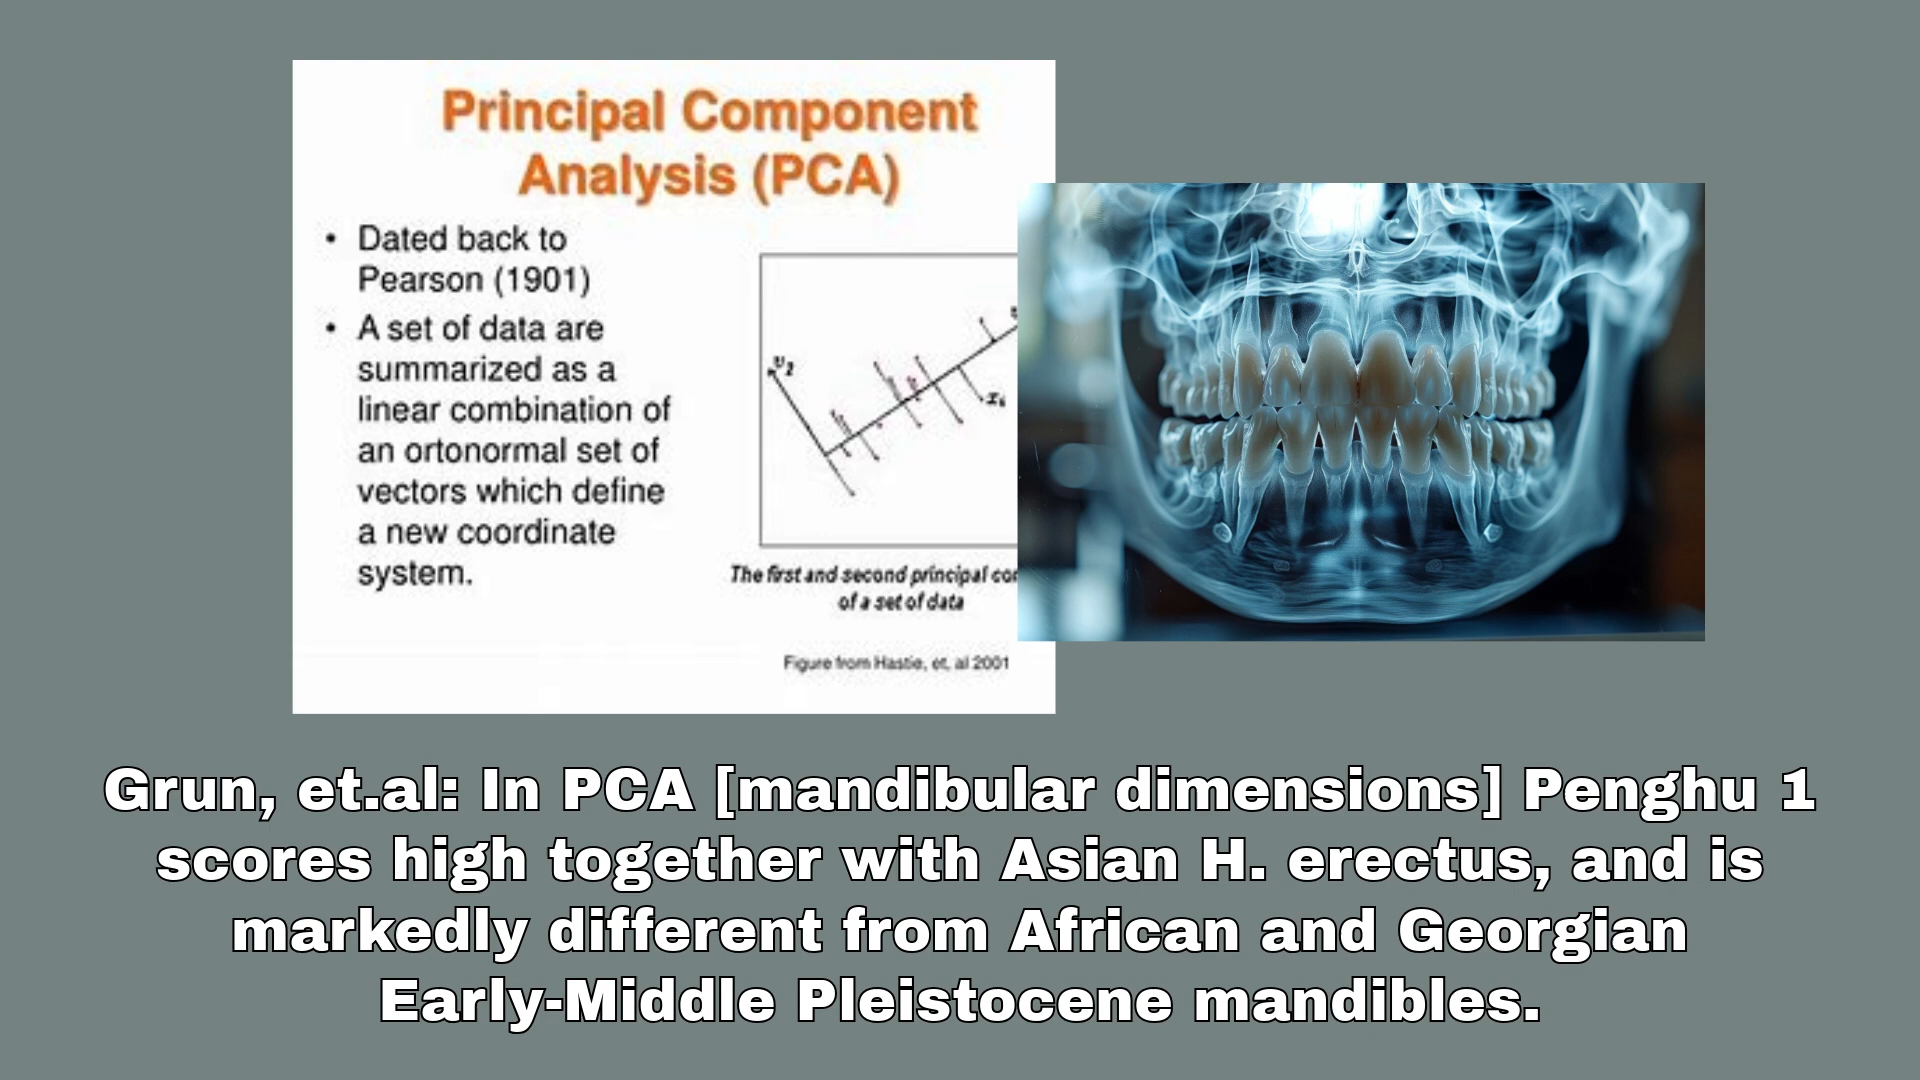 Principal Component
Analysis (PCA)
• Dated back to
Pearson (1901)
• A set of data are
summarized as a
linear combination of
an ortonormal set of
vectors which define
a new coordinate
system.
υ2
xi
The first and second principal
of a set of data
Figure from Hastie, et, al 2001
Grun, et.al: In PCA [mandibular dimensions] Penghu 1
scores high together with Asian H. erectus, and is
markedly different from African and Georgian
Early-Middle Pleistocene mandibles.